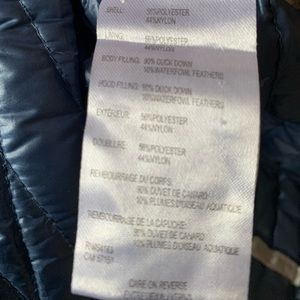 SHELL: 56%POLYESTER
44%NYLON
LINING: 56%POLYESTER
44%NYLON
BODY FILLING: 90% DUCK DOWN
10% WATERFOWL FEATHERS
HOOD FILLING: 90% DUCK DOWN
10% WATERFOWL FEATHERS
EXTÉRIEUR: 56%POLYESTER
44%NYLON
DOUBLURE: 56%POLYESTER
44%NYLON
REMBOURRAGE DU CORPS:
90% DUVET DE CANARD
10% PLUMES D'OISEAU AQUATIQUE
REMBOURRAGE DE LA CAPUCHE:
90% DUVET DE CANARD
10% PLUMES D'OISEAU AQUATIQUE
CARE ON REVERSE